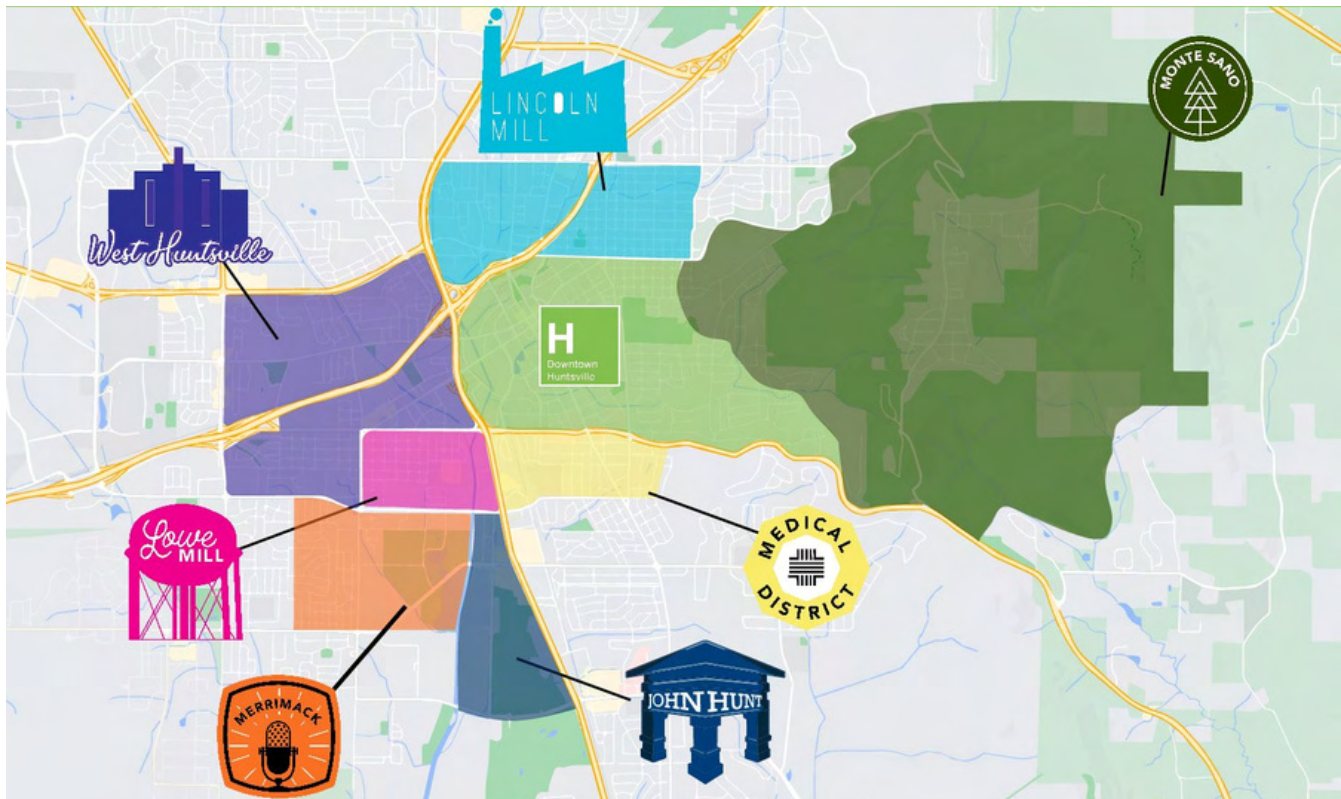 LINCOLN
MILL
MONTE SANO
West Huntsville
H
Downtown
Huntsville
Lowe
MILL
MEDICAL
DISTRICT
JOHN HUNT
MERRIMACK